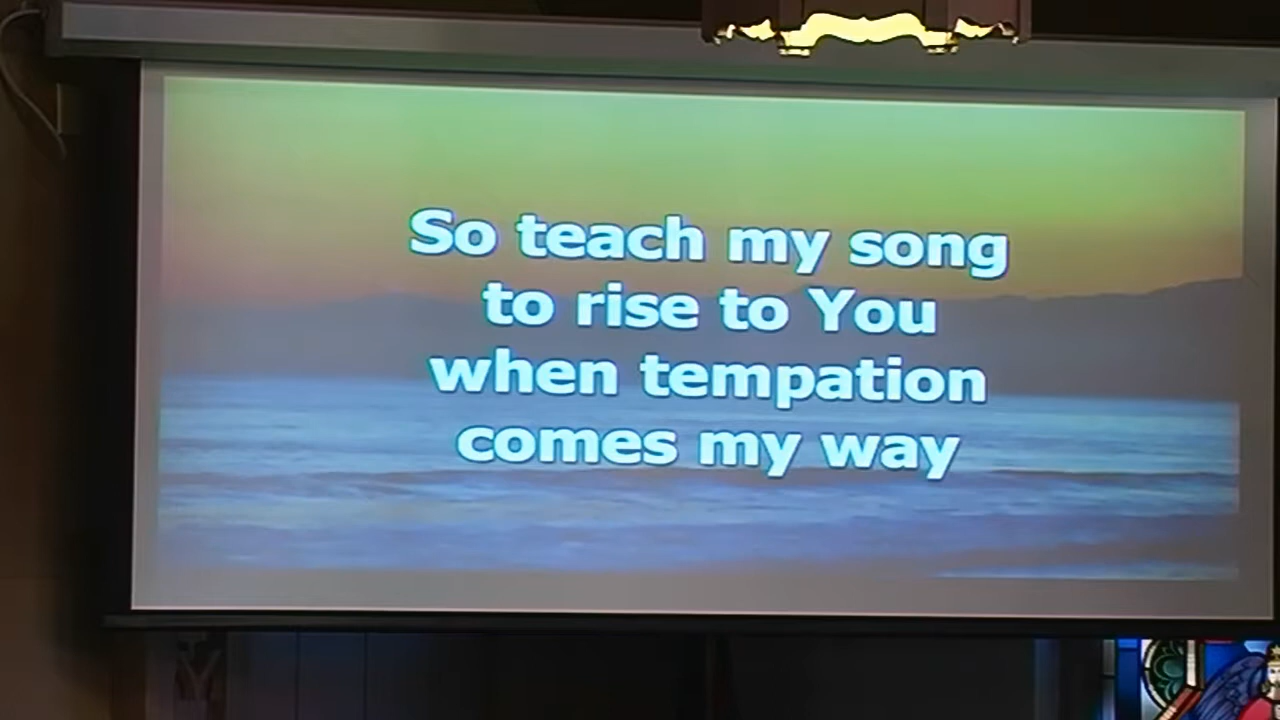 So teach my song
to rise to You
when tempation
comes my way